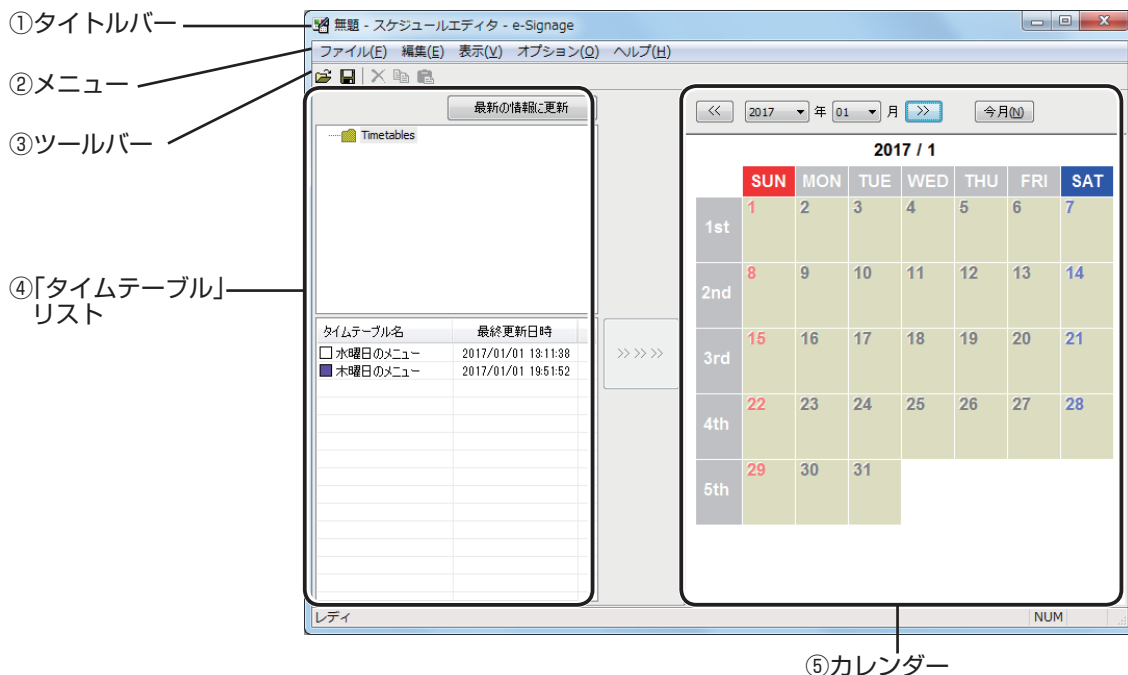 ①タイトルバー
②メニュー
③ツールバー
④「タイムテーブル」
リスト
無題 - スケジュールエディタ - e-Signage
ファイル(F) 編集(E) 表示(V) オプション(O) ヘルプ(H)
最新の情報に更新
Timetables
タイムテーブル名 最終更新日時
水曜日のメニュー 2017/01/01 13:11:38
木曜日のメニュー 2017/01/01 19:51:52
>> >> >>
<< 2017 年 01 月 >> 今月(N)
2017 / 1
SUN MON TUE WED THU FRI SAT
1st 1 2 3 4 5 6 7
2nd 8 9 10 11 12 13 14
3rd 15 16 17 18 19 20 21
4th 22 23 24 25 26 27 28
5th 29 30 31
レディ NUM
⑤カレンダー